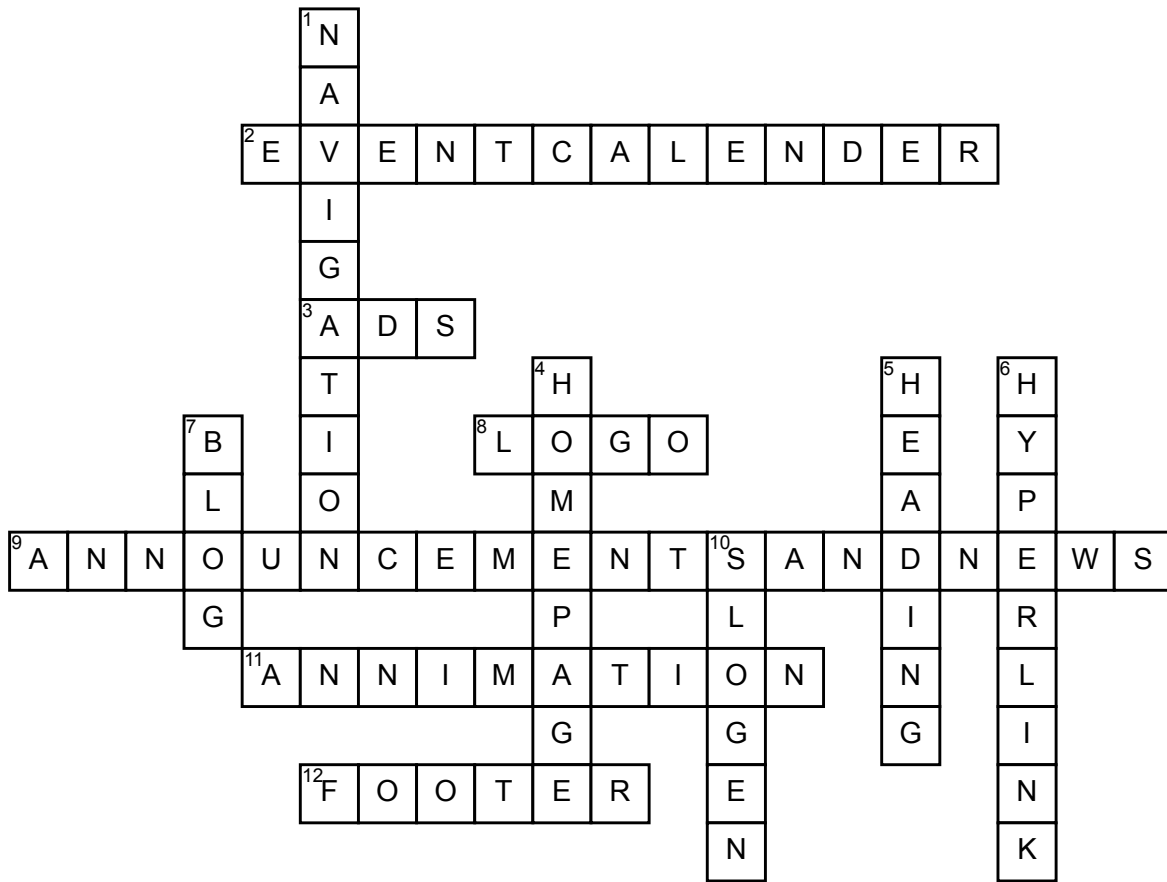 1 N
A
2 E V E N T C A L E N D E R
I
G
3 A D S
T 4 H 5 H 6 H
7 B I 8 L O G O E Y
L O M A P
9 A N N O U N C E M E N T 10 S A N D N E W S
G P L I R
11 A N N I M A T I O N N L
G G G I
12 F O O T E R E N
N K